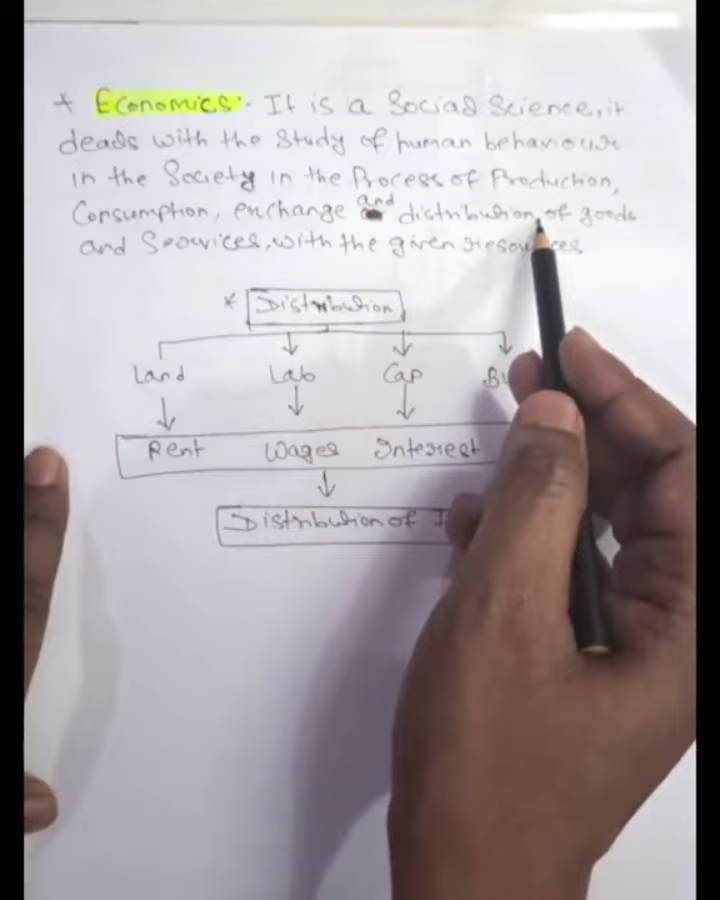 * Economics:- It is a Social Science, it
deals with the Study of human behaviour
in the Society in the Process of Production,
Consumption, exchange and distribution, of goods
and Services, with the given resources
* Distribution
Land Lab Cap
Rent Wages Interest
Distribution of